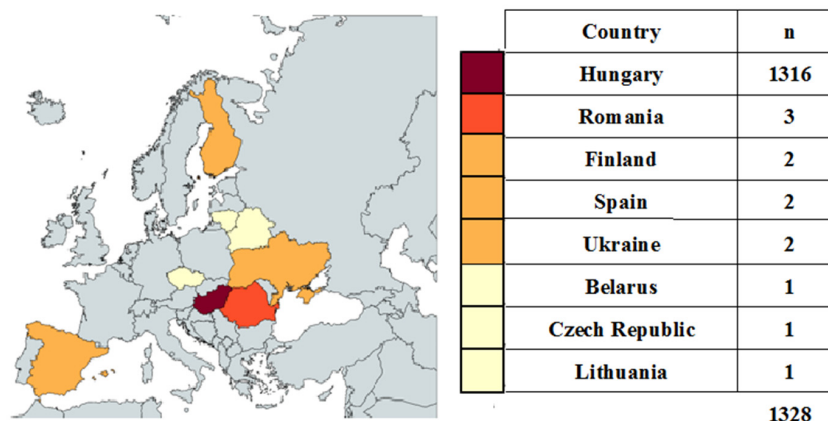 Country n
Hungary 1316
Romania 3
Finland 2
Spain 2
Ukraine 2
Belarus 1
Czech Republic 1
Lithuania 1
1328